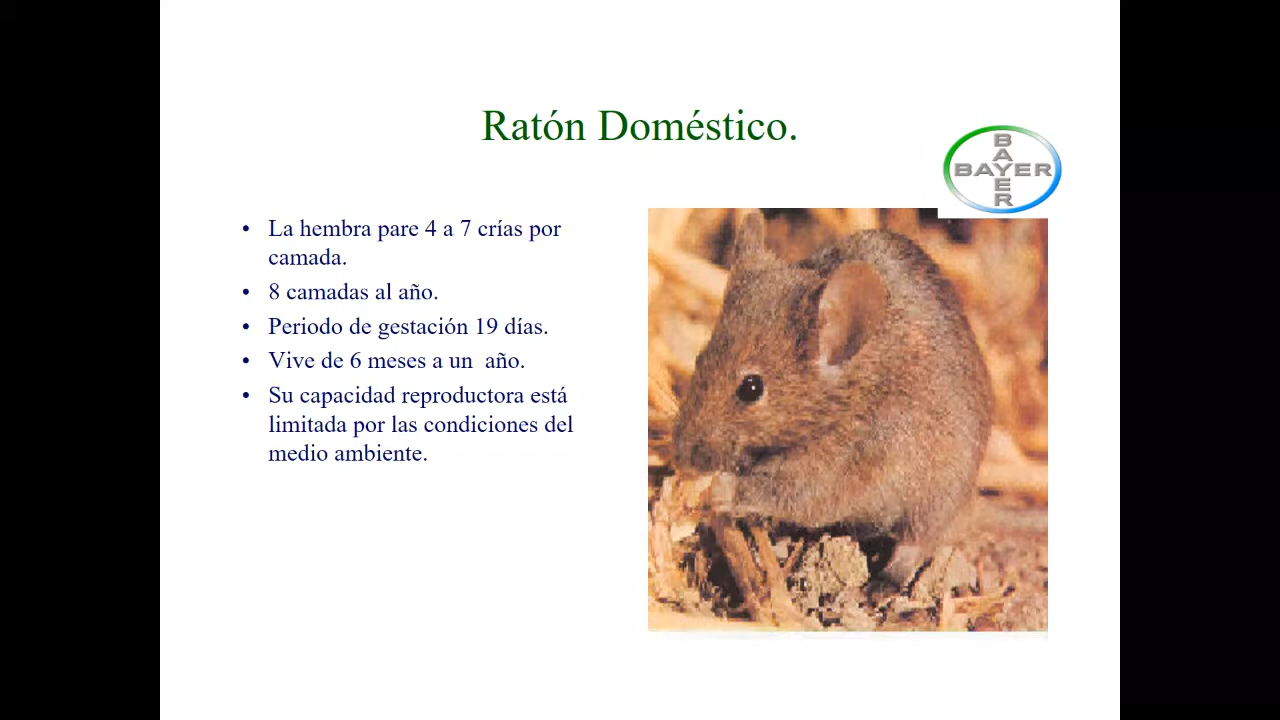 Ratón Doméstico.
BAYER
BAYER
• La hembra pare 4 a 7 crías por
camada.
• 8 camadas al año.
• Periodo de gestación 19 días.
• Vive de 6 meses a un  año.
• Su capacidad reproductora está
limitada por las condiciones del
medio ambiente.